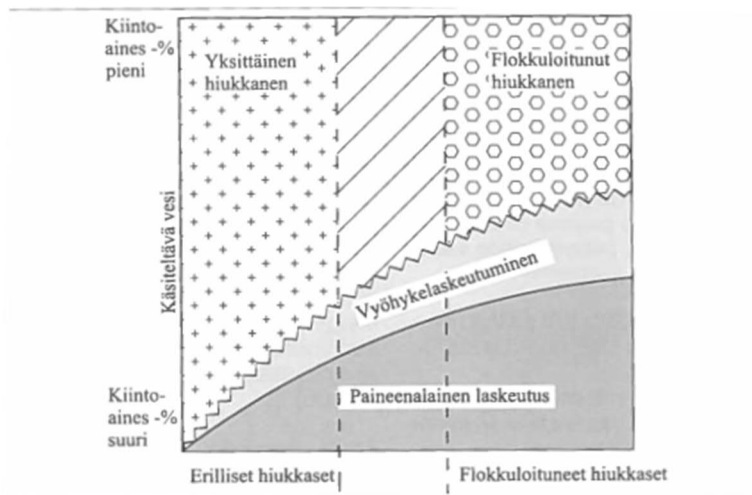 Kiinto-
aines -%
pieni
Yksittäinen
hiukkanen
Flokkuloitunut
hiukkanen
Käsiteltävä vesi
Vyöhykelaskeutuminen
Paineenalainen laskeutus
Kiinto-
aines -%
suuri
Erilliset hiukkaset
Flokkuloituneet hiukkaset